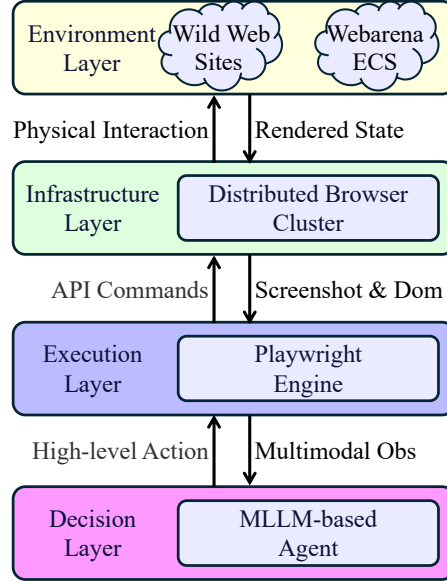 Environment
Layer
Wild Web
Sites
Webarena
ECS
Physical Interaction
Rendered State
Infrastructure
Layer
Distributed Browser
Cluster
API Commands
Screenshot & Dom
Execution
Layer
Playwright
Engine
High-level Action
Multimodal Obs
Decision
Layer
MLLM-based
Agent